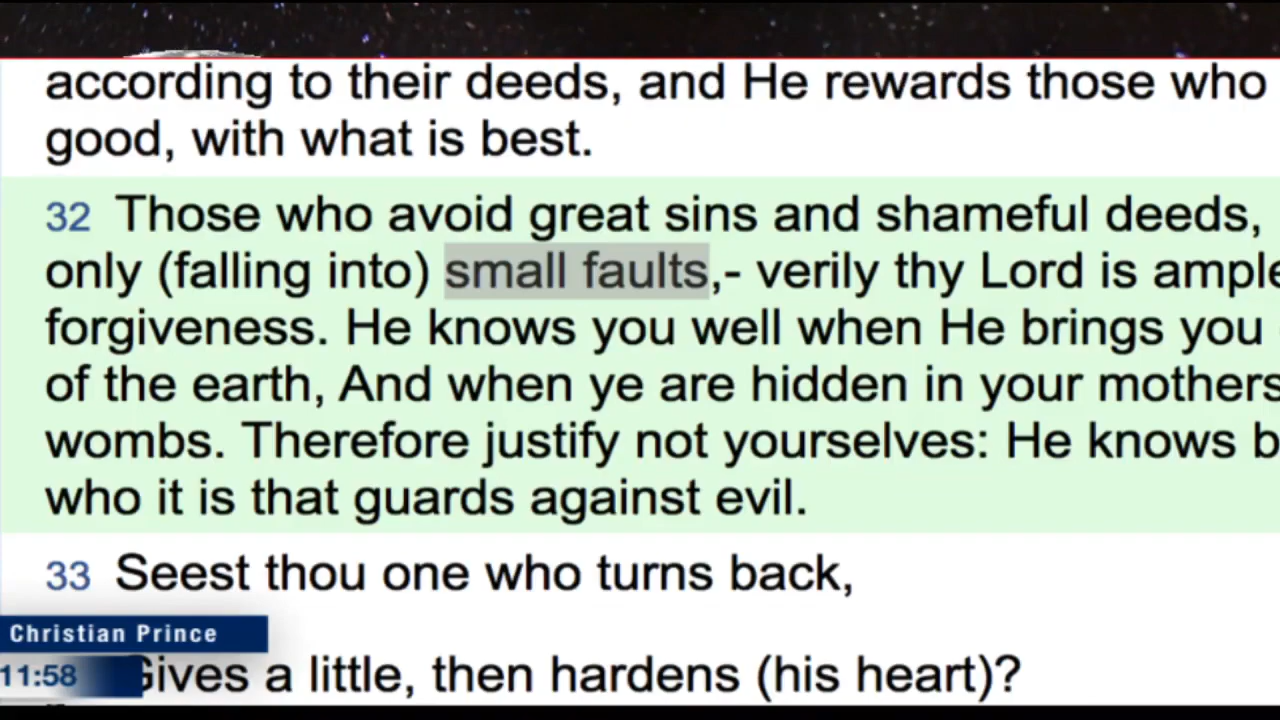 according to their deeds, and He rewards those who
good, with what is best.
32 Those who avoid great sins and shameful deeds,
only (falling into) small faults,- verily thy Lord is ample
forgiveness. He knows you well when He brings you
of the earth, And when ye are hidden in your mothers
wombs. Therefore justify not yourselves: He knows
who it is that guards against evil.
33 Seest thou one who turns back,
Christian Prince
11:58
Gives a little, then hardens (his heart)?